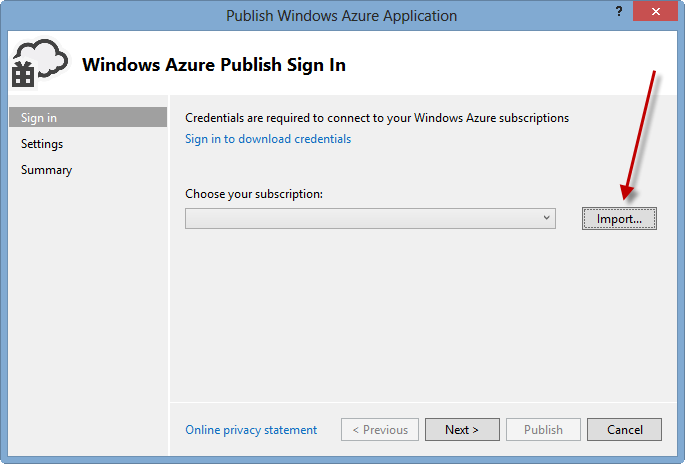 Publish Windows Azure Application
?
Windows Azure Publish Sign In
Sign in
Settings
Summary
Credentials are required to connect to your Windows Azure subscriptions
Sign in to download credentials
Choose your subscription:
Import...
Online privacy statement
< Previous
Next >
Publish
Cancel